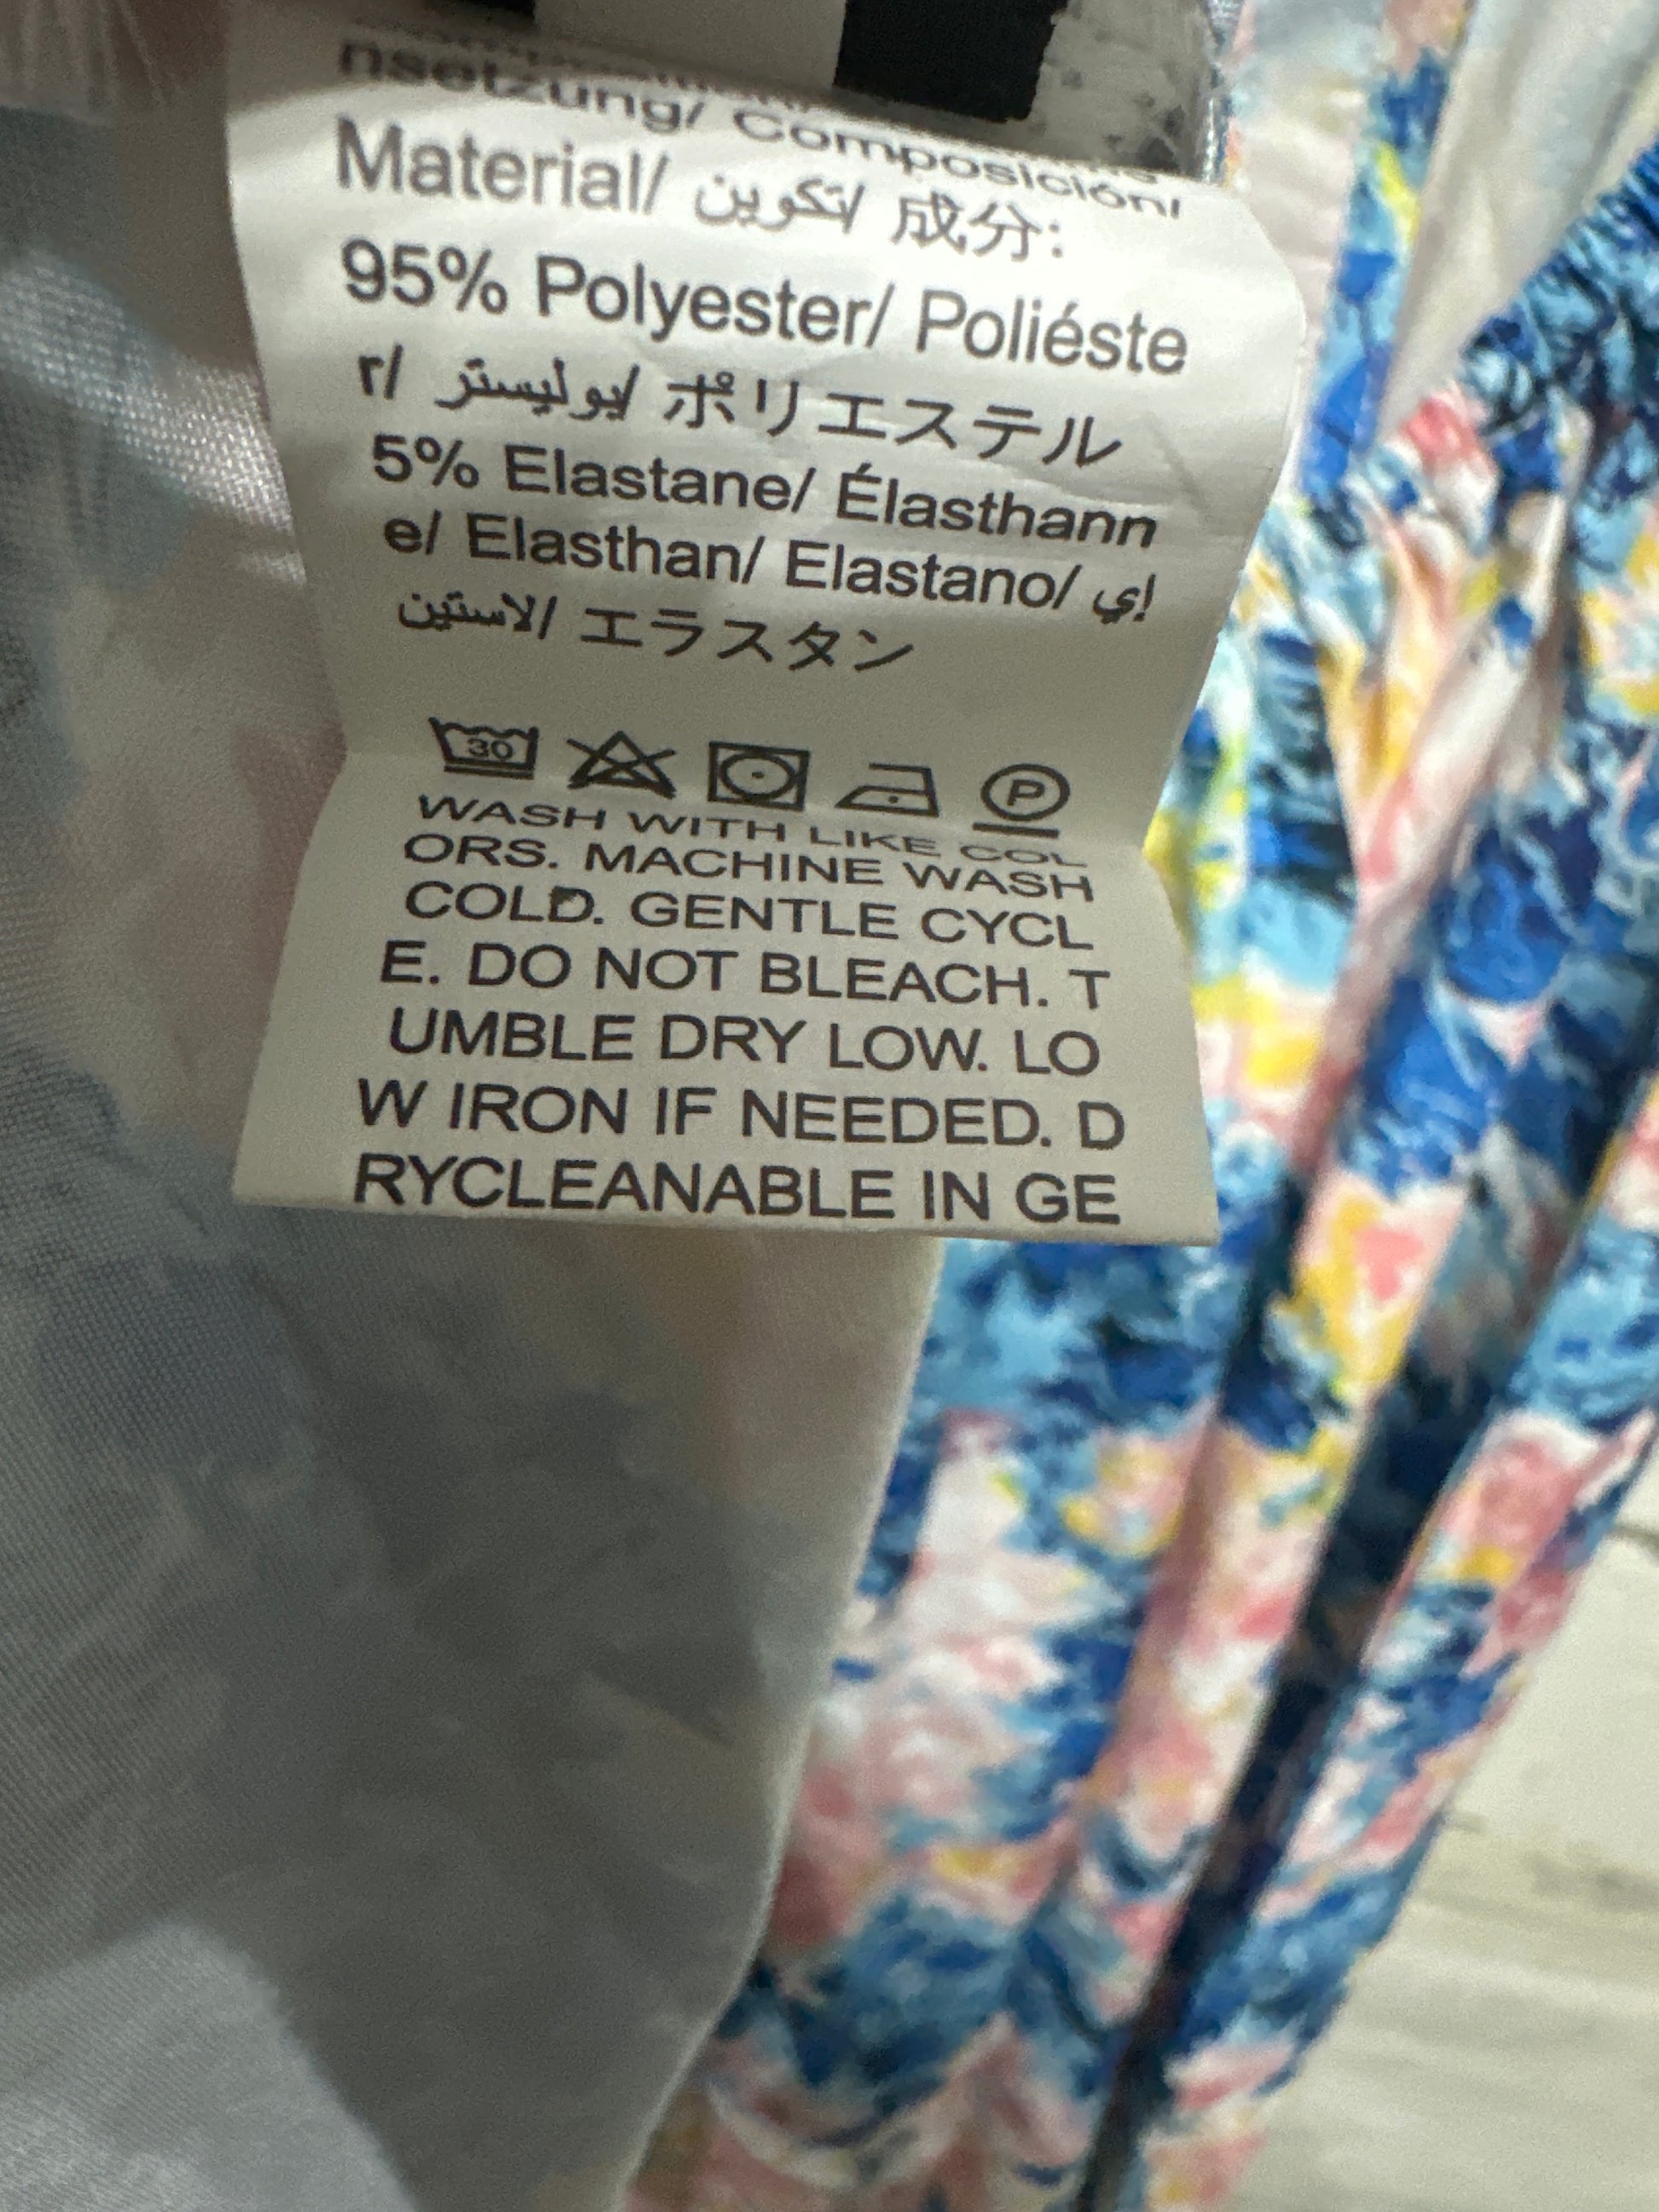 nsetzung/ Composición/
Material/ تكوين/ 成分:
95% Polyester/ Poliéste
r/ بوليستر/ ポリエステル
5% Elastane/ Élasthann
e/ Elasthan/ Elastano/ إي
لاستين/ エラスタン
30 P
WASH WITH LIKE COL
ORS. MACHINE WASH
COLD. GENTLE CYCL
E. DO NOT BLEACH. T
UMBLE DRY LOW. LO
W IRON IF NEEDED. D
RYCLEANABLE IN GE